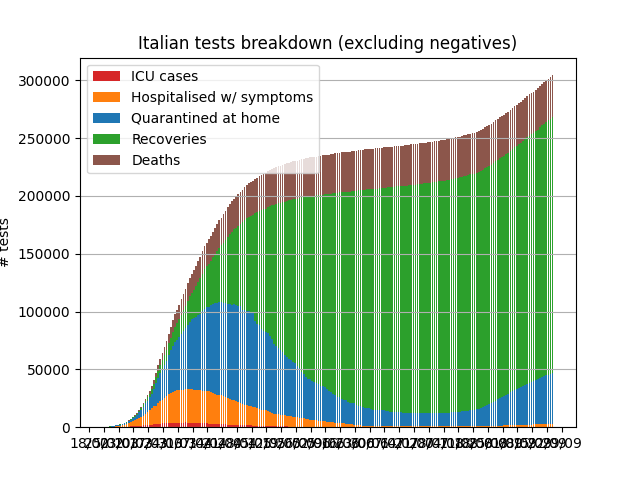 Italian tests breakdown (excluding negatives)
ICU cases
Hospitalised w/ symptoms
Quarantined at home
Recoveries
Deaths
300000
250000
200000
150000
100000
50000
0
# tests